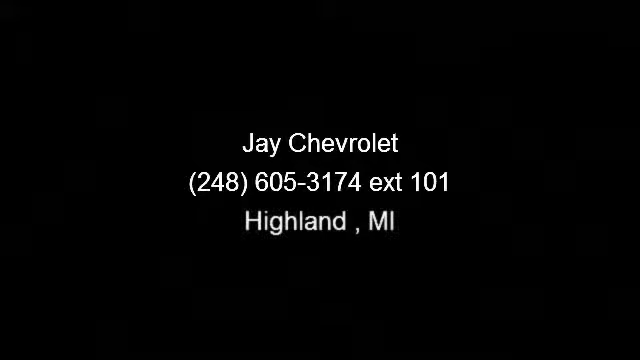 Jay Chevrolet
(248) 605-3174 ext 101
Highland , MI